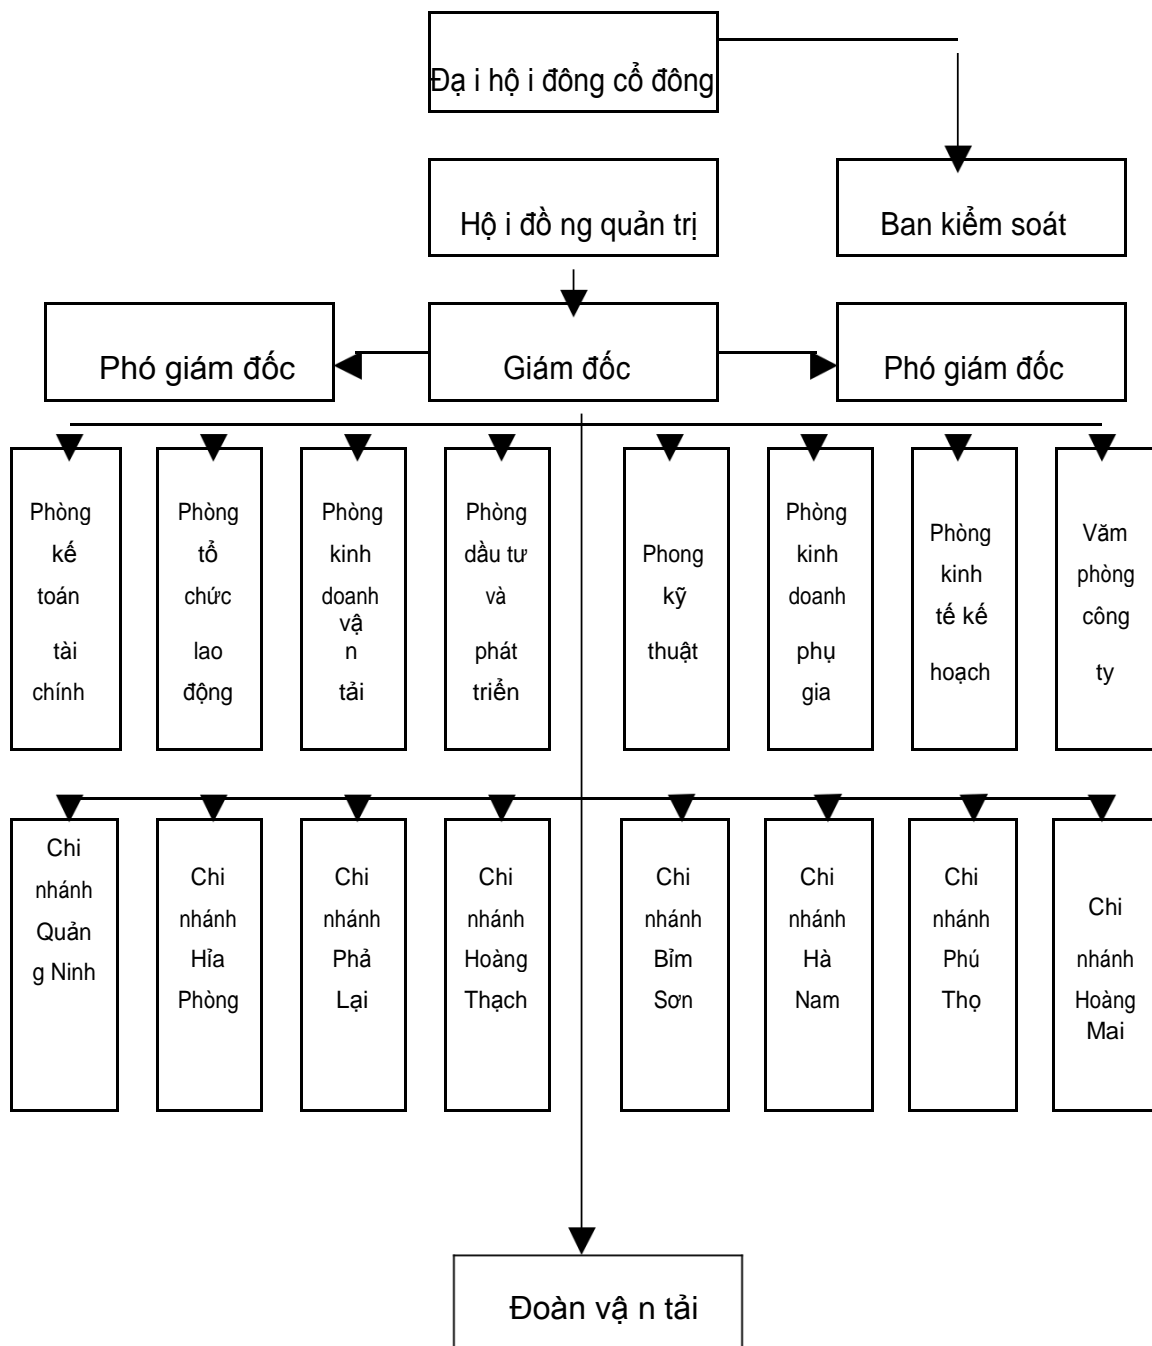 Đạ i hộ i đông cổ đông
Hộ i đồ ng quản trị
Ban kiểm soát
Phó giám đốc
Giám đốc
Phó giám đốc
Phòng
kế
toán
tài
chính
Phòng
tổ
chức
lao
động
Phòng
kinh
doanh
vậ
n
tải
Phòng
dầu tư
và
phát
triển
Phong
kỹ
thuật
Phòng
kinh
doanh
phụ
gia
Phòng
kinh
tế kế
hoạch
Văm
phòng
công
ty
Chi
nhánh
Quản
g Ninh
Chi
nhánh
Hỉa
Phòng
Chi
nhánh
Phả
Lại
Chi
nhánh
Hoàng
Thạch
Chi
nhánh
Bỉm
Sơn
Chi
nhánh
Hà
Nam
Chi
nhánh
Phú
Thọ
Chi
nhánh
Hoàng
Mai
Đoàn vậ n tải